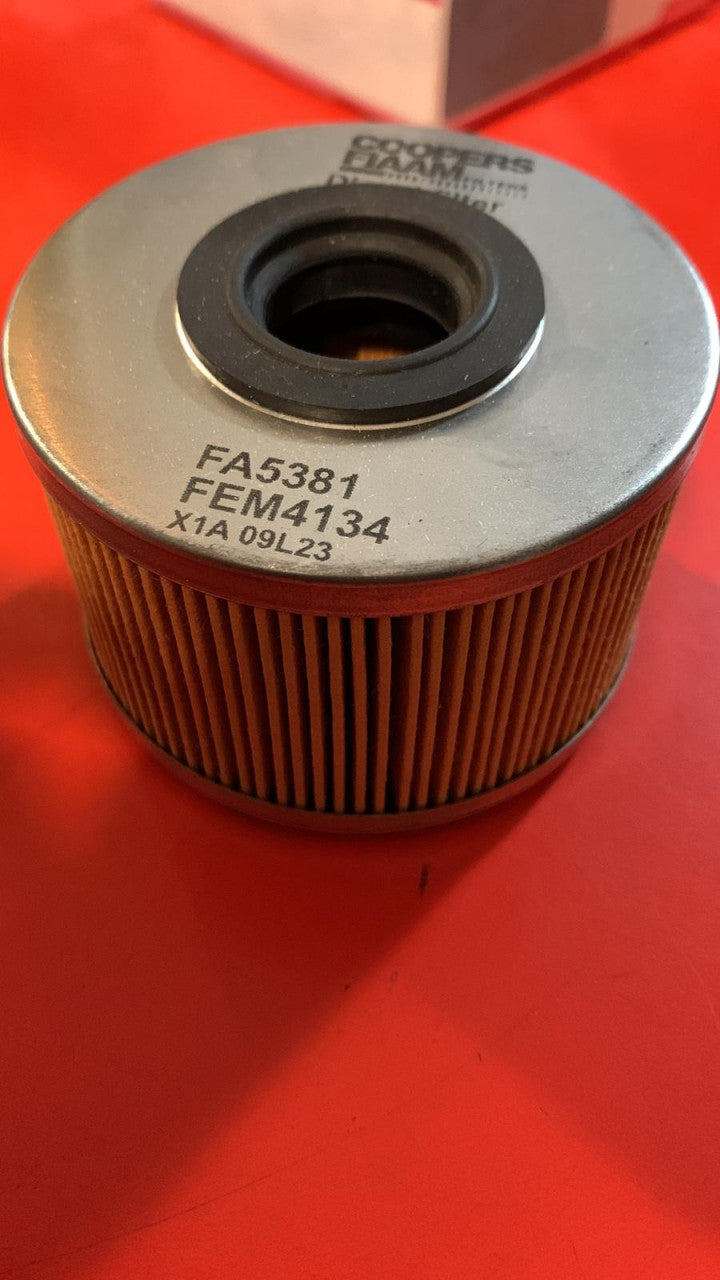 COOPERS
FIAAM
FA5381
FEM4134
X1A 09L23